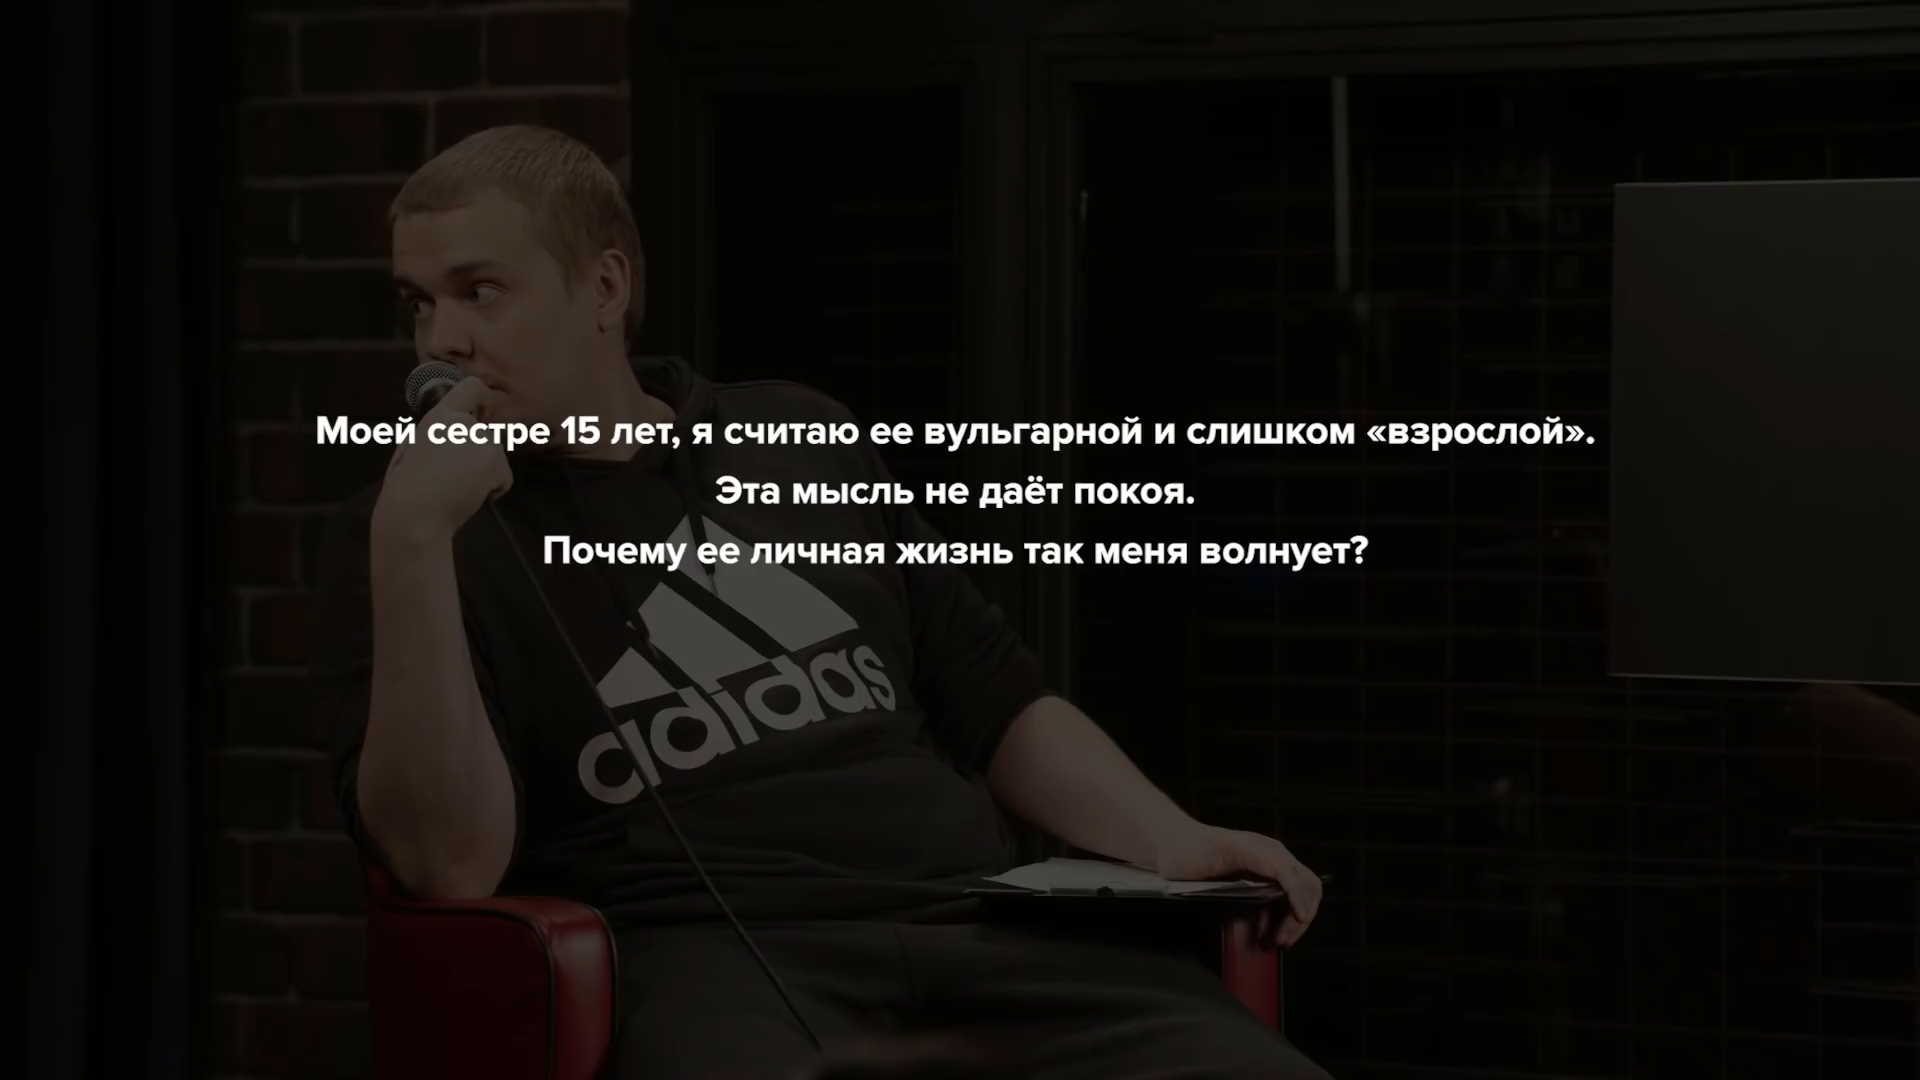 Моей сестре 15 лет, я считаю ее вульгарной и слишком «взрослой».
Эта мысль не даёт покоя.
Почему ее личная жизнь так меня волнует?
adidas